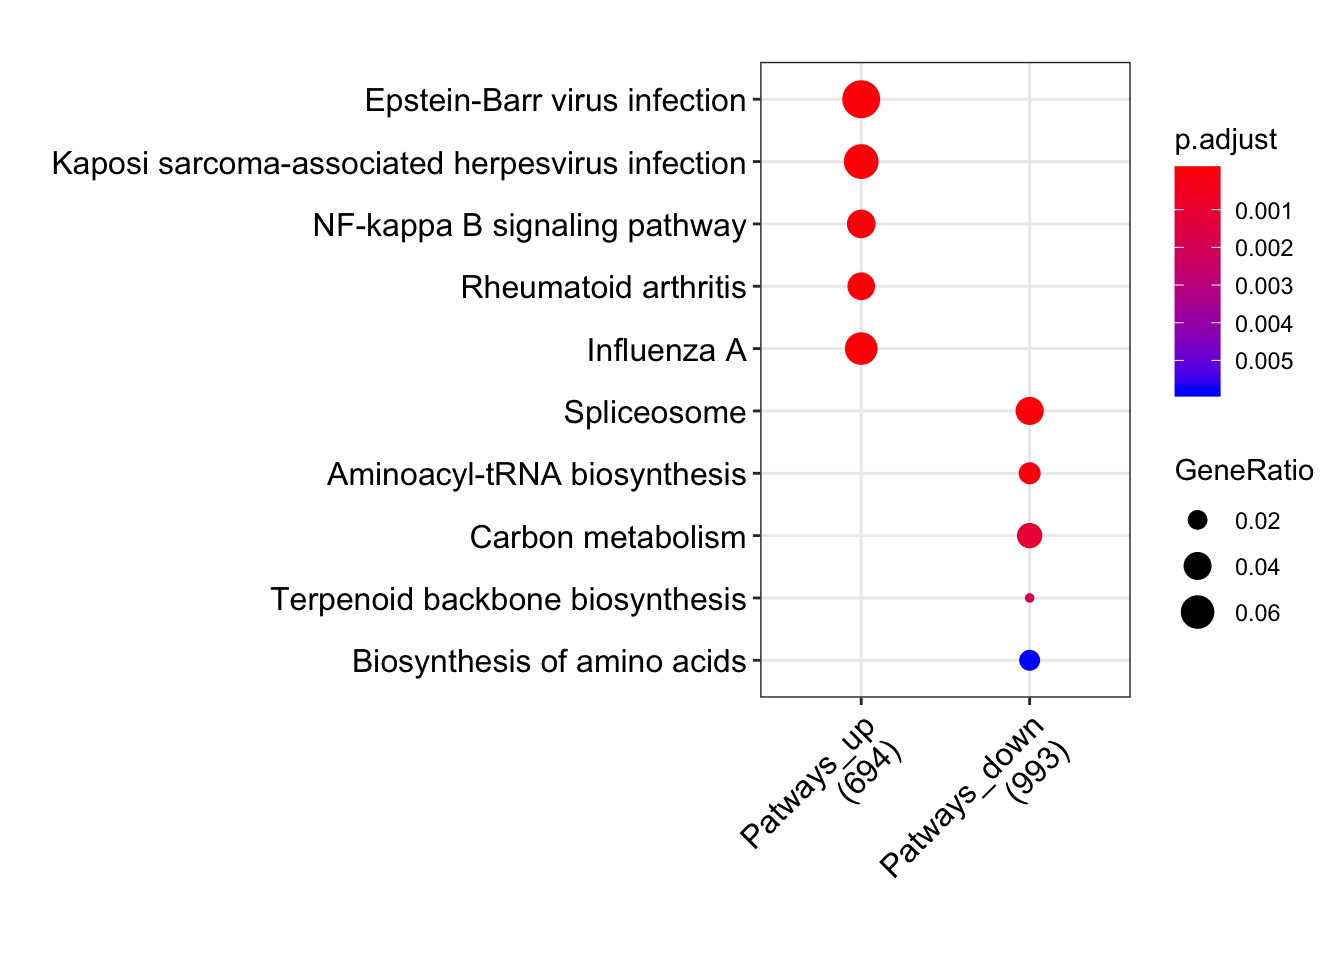 Epstein-Barr virus infection
Kaposi sarcoma-associated herpesvirus infection
NF-kappa B signaling pathway
Rheumatoid arthritis
Influenza A
Spliceosome
Aminoacyl-tRNA biosynthesis
Carbon metabolism
Terpenoid backbone biosynthesis
Biosynthesis of amino acids
Patways_up
(694)
Patways_down
(993)
p.adjust
0.001
0.002
0.003
0.004
0.005
GeneRatio
0.02
0.04
0.06